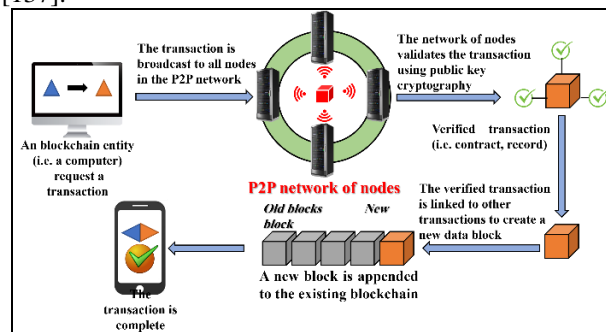 [157].
The transaction is
broadcast to all nodes
in the P2P network
The network of nodes
validates the transaction
using public key
cryptography
An blockchain entity
(i.e. a computer)
request a
transaction
Verified transaction
(i.e. contract, record)
P2P network of nodes
The verified transaction
is linked to other
transactions to create a
new data block
Old blocks New
block
A new block is appended
to the existing blockchain
The
transaction is
complete